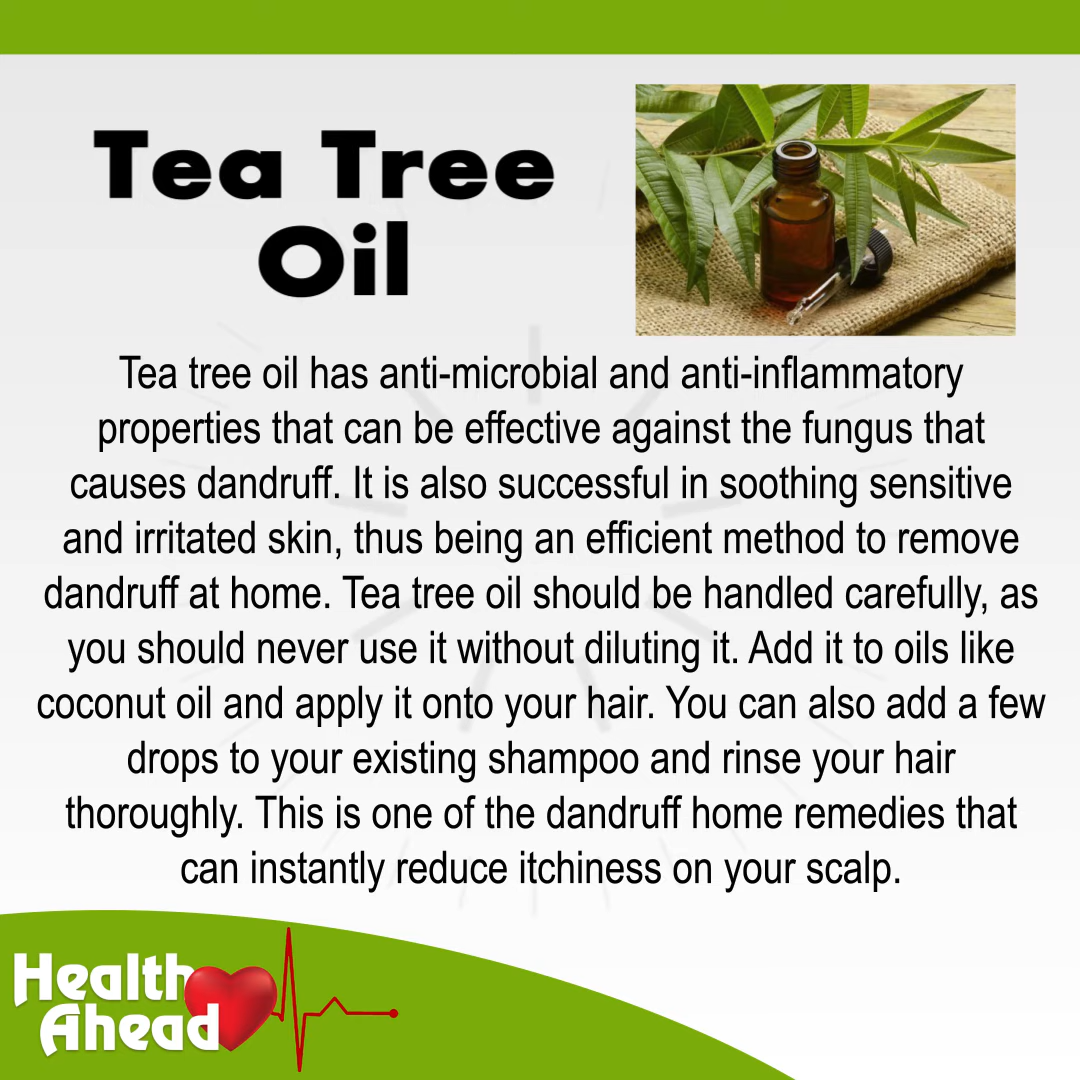 Tea Tree
Oil
Tea tree oil has anti-microbial and anti-inflammatory
properties that can be effective against the fungus that
causes dandruff. It is also successful in soothing sensitive
and irritated skin, thus being an efficient method to remove
dandruff at home. Tea tree oil should be handled carefully, as
you should never use it without diluting it. Add it to oils like
coconut oil and apply it onto your hair. You can also add a few
drops to your existing shampoo and rinse your hair
thoroughly. This is one of the dandruff home remedies that
can instantly reduce itchiness on your scalp.
Health
Ahead